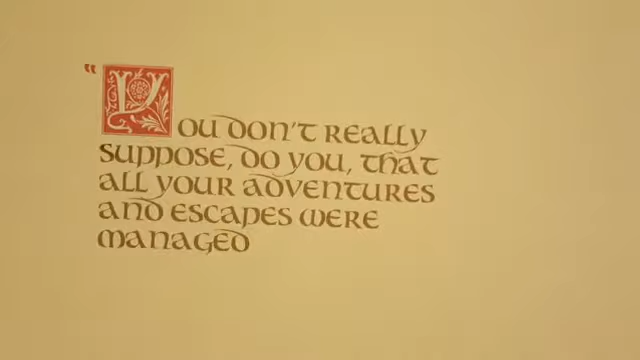 “You don't really
suppose, do you, that
all your adventures
and escapes were
managed